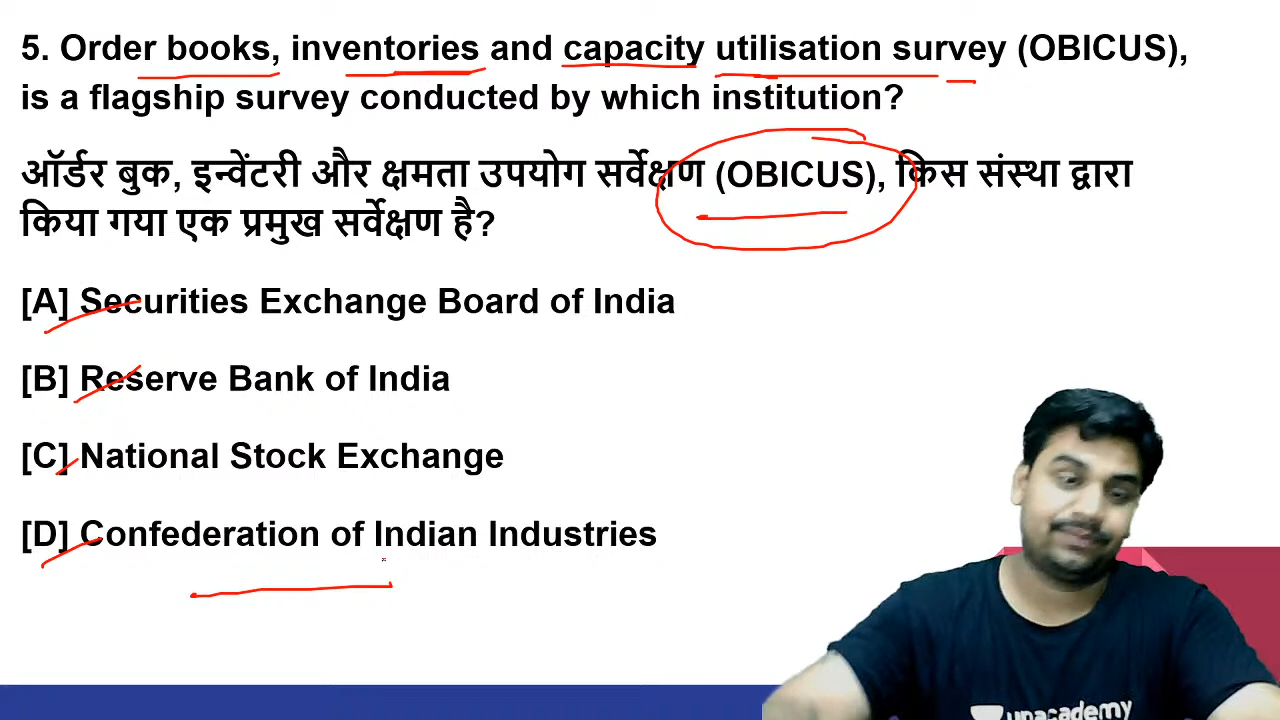 5. Order books, inventories and capacity utilisation survey (OBICUS),
is a flagship survey conducted by which institution?
ऑर्डर बुक, इन्वेंटरी और क्षमता उपयोग सर्वेक्षण (OBICUS), किस संस्था द्वारा
किया गया एक प्रमुख सर्वेक्षण है?
[A] Securities Exchange Board of India
[B] Reserve Bank of India
[C] National Stock Exchange
[D] Confederation of Indian Industries
unacademy